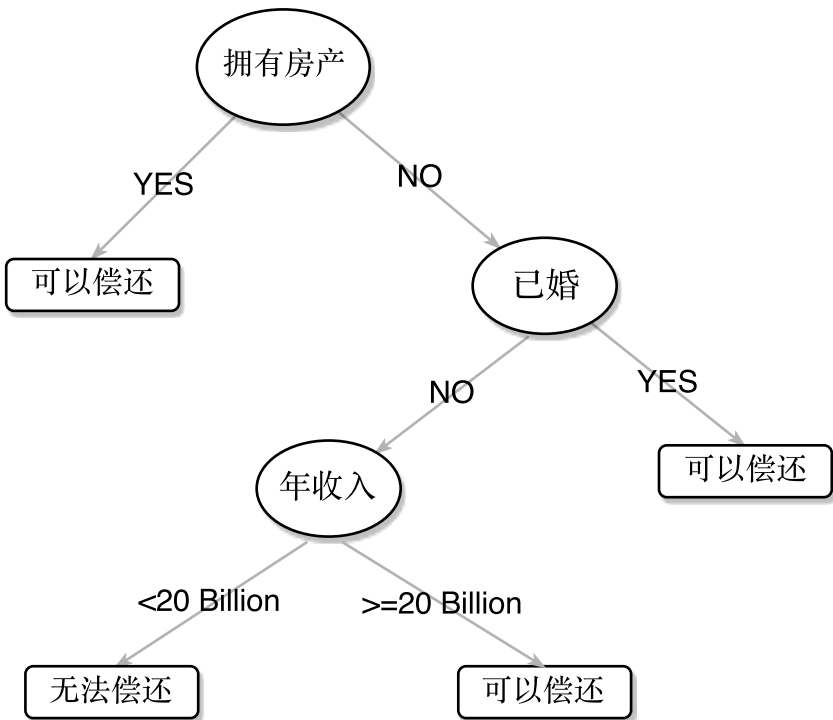 拥有房产
YES
NO
可以偿还
已婚
NO
YES
年收入
可以偿还
<20 Billion
>=20 Billion
无法偿还
可以偿还